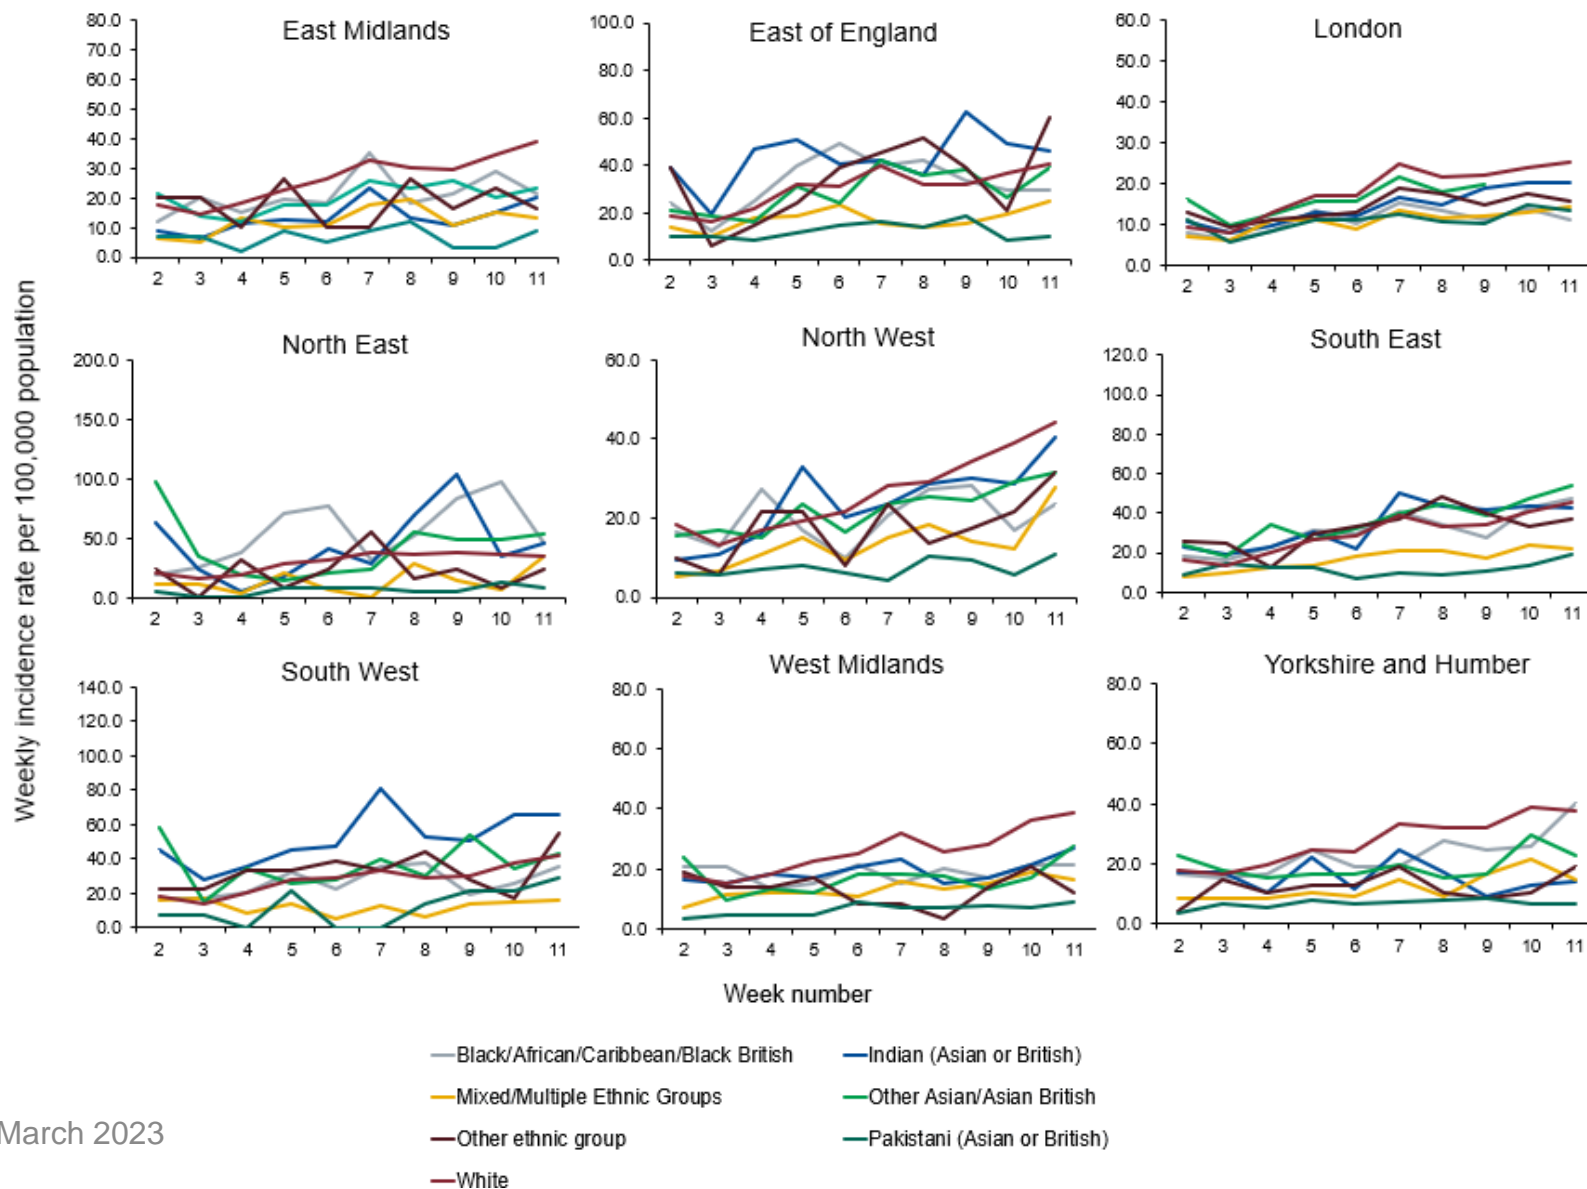 Weekly incidence rate per 100,000 population
East Midlands
80.0
70.0
60.0
50.0
40.0
30.0
20.0
10.0
0.0
2 3 4 5 6 7 8 9 10 11
East of England
100.0
80.0
60.0
40.0
20.0
0.0
2 3 4 5 6 7 8 9 10 11
London
60.0
50.0
40.0
30.0
20.0
10.0
0.0
2 3 4 5 6 7 8 9 10 11
North East
200.0
150.0
100.0
50.0
0.0
2 3 4 5 6 7 8 9 10 11
North West
60.0
40.0
20.0
0.0
2 3 4 5 6 7 8 9 10 11
South East
120.0
100.0
80.0
60.0
40.0
20.0
0.0
2 3 4 5 6 7 8 9 10 11
South West
140.0
120.0
100.0
80.0
60.0
40.0
20.0
0.0
2 3 4 5 6 7 8 9 10 11
West Midlands
80.0
60.0
40.0
20.0
0.0
2 3 4 5 6 7 8 9 10 11
Yorkshire and Humber
80.0
60.0
40.0
20.0
0.0
2 3 4 5 6 7 8 9 10 11
Week number
Black/African/Caribbean/Black British
Indian (Asian or British)
Mixed/Multiple Ethnic Groups
Other Asian/Asian British
Other ethnic group
Pakistani (Asian or British)
White
March 2023